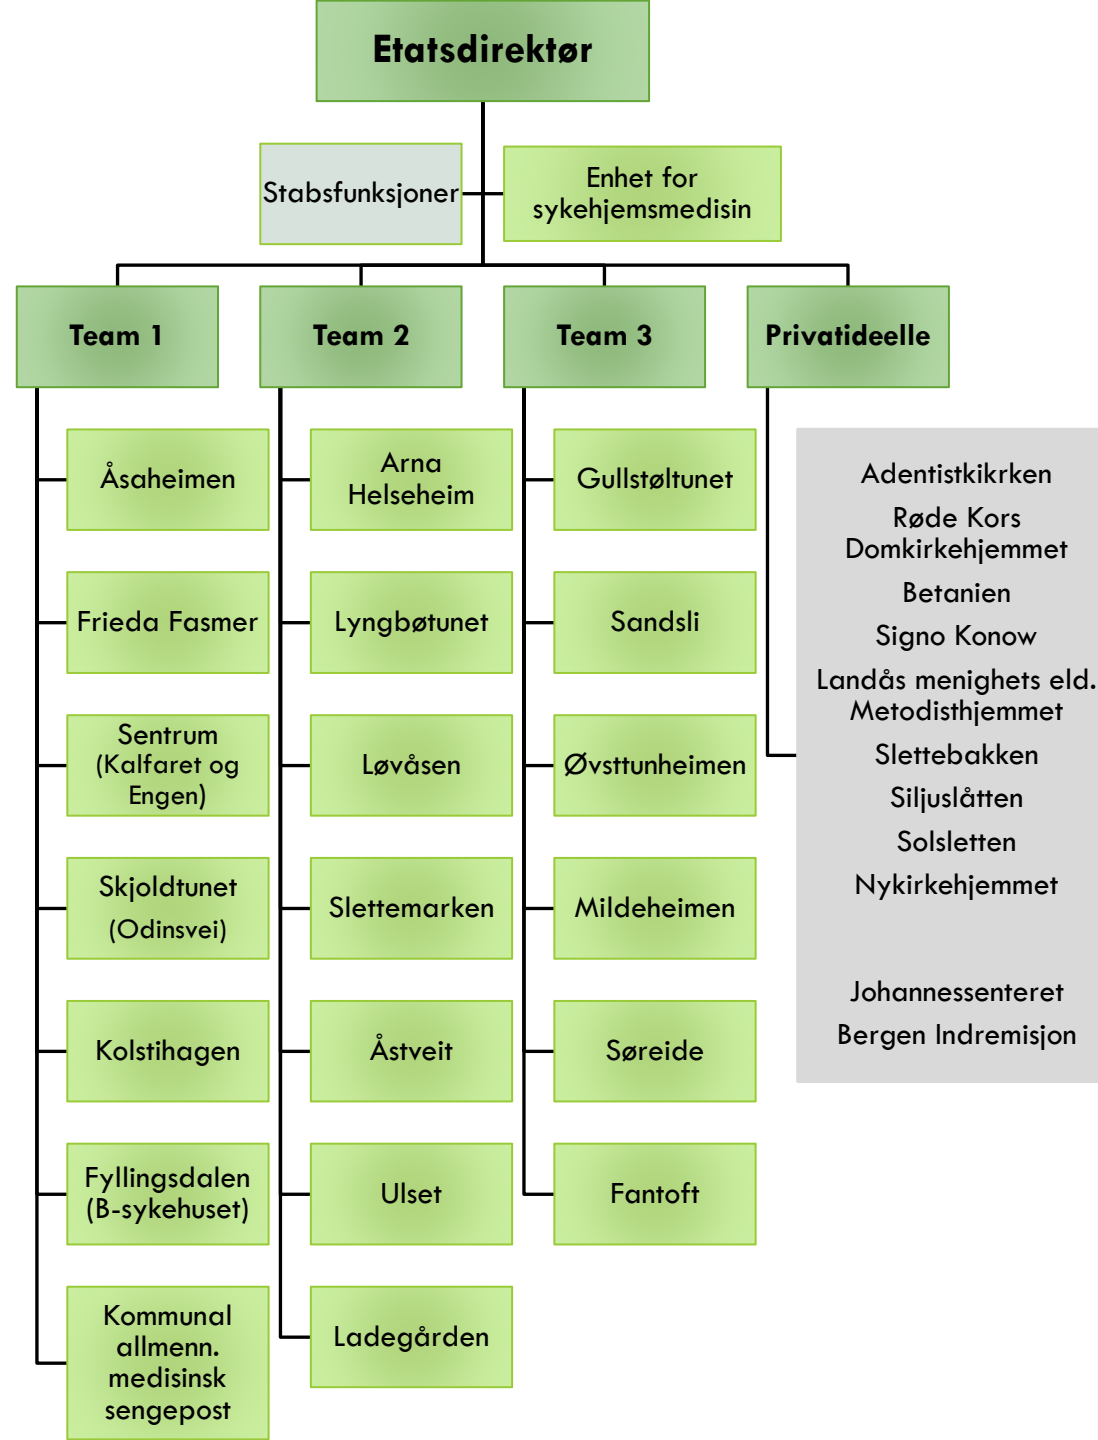 Etatsdirektør
Stabsfunksjoner
Enhet for
sykehjemsmedisin
Team 1
Team 2
Team 3
Privatideelle
Åsaheimen
Frieda Fasmer
Sentrum
(Kalfaret og
Engen)
Skjoldtunet
(Odinsvei)
Kolstihagen
Fyllingsdalen
(B-sykehuset)
Kommunal
allmenn.
medisinsk
sengepost
Arna
Helseheim
Lyngbøtunet
Løvåsen
Slettemarken
Åstveit
Ulset
Ladegården
Gullstøltunet
Sandsli
Øvsttunheimen
Mildeheimen
Søreide
Fantoft
Adentistkikrken
Røde Kors
Domkirkehjemmet
Betanien
Signo Konow
Landås menighets eld.
Metodisthjemmet
Slettebakken
Siljuslåtten
Solsletten
Nykirkehjemmet
Johannessenteret
Bergen Indremisjon